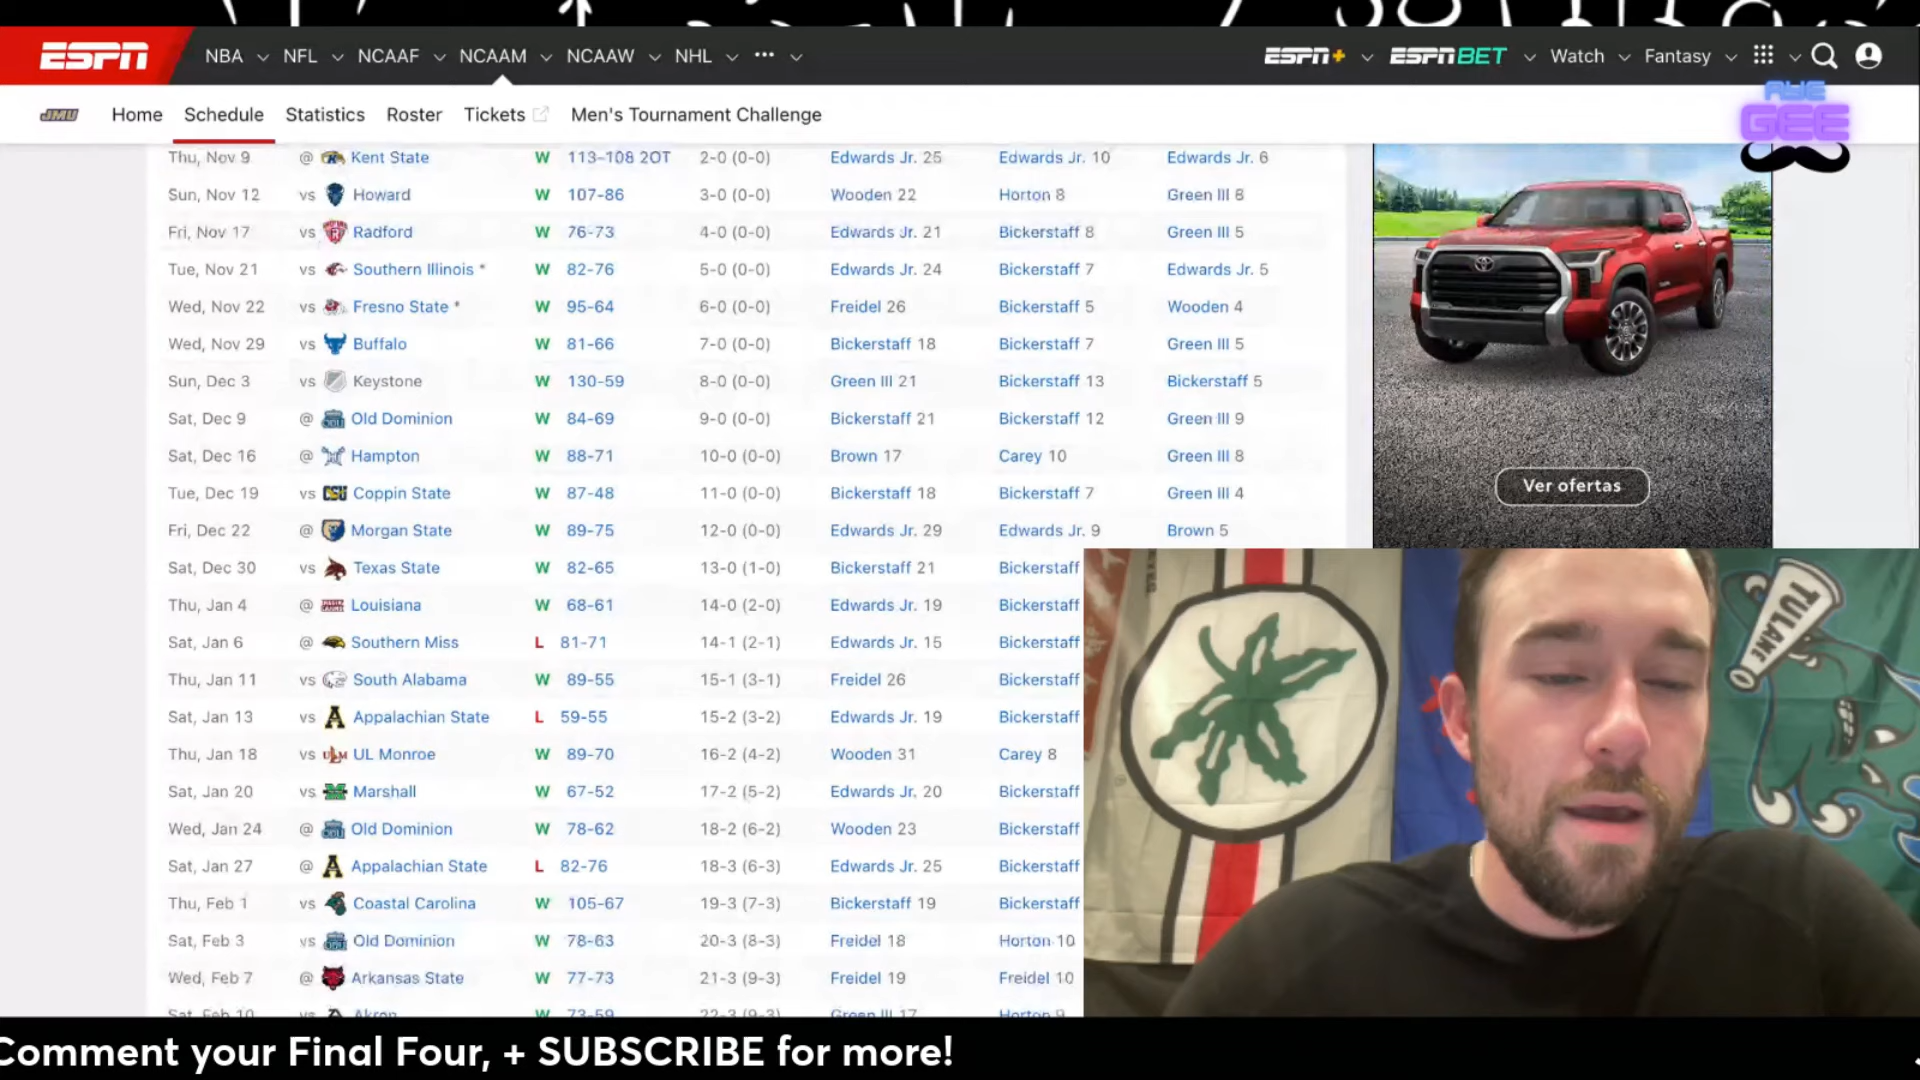 ESPN NBA NFL NCAAF NCAAM NCAAW NHL ESPN+ ESPN BET Watch Fantasy
AYE
GEE
JMU Home Schedule Statistics Roster Tickets Men's Tournament Challenge
Thu, Nov 9 @ Kent State W 113-108 2OT 2-0 (0-0) Edwards Jr. 25 Edwards Jr. 10 Edwards Jr. 6
Sun, Nov 12 vs Howard W 107-86 3-0 (0-0) Wooden 22 Horton 8 Green III 8
Fri, Nov 17 vs Radford W 76-73 4-0 (0-0) Edwards Jr. 21 Bickerstaff 8 Green III 5
Tue, Nov 21 vs Southern Illinois * W 82-76 5-0 (0-0) Edwards Jr. 24 Bickerstaff 7 Edwards Jr. 5
Wed, Nov 22 vs Fresno State * W 95-64 6-0 (0-0) Freidel 26 Bickerstaff 5 Wooden 4
Wed, Nov 29 vs Buffalo W 81-66 7-0 (0-0) Bickerstaff 18 Bickerstaff 7 Green III 5
Sun, Dec 3 vs Keystone W 130-59 8-0 (0-0) Green III 21 Bickerstaff 13 Bickerstaff 5
Sat, Dec 9 @ Old Dominion W 84-69 9-0 (0-0) Bickerstaff 21 Bickerstaff 12 Green III 9
Sat, Dec 16 @ Hampton W 88-71 10-0 (0-0) Brown 17 Carey 10 Green III 8
Tue, Dec 19 vs Coppin State W 87-48 11-0 (0-0) Bickerstaff 18 Bickerstaff 7 Green III 4
Fri, Dec 22 @ Morgan State W 89-75 12-0 (0-0) Edwards Jr. 29 Edwards Jr. 9 Brown 5
Sat, Dec 30 vs Texas State W 82-65 13-0 (1-0) Bickerstaff 21 Bickerstaff
Thu, Jan 4 @ Louisiana W 68-61 14-0 (2-0) Edwards Jr. 19 Bickerstaff
Sat, Jan 6 @ Southern Miss L 81-71 14-1 (2-1) Edwards Jr. 15 Bickerstaff
Thu, Jan 11 vs South Alabama W 89-55 15-1 (3-1) Freidel 26 Bickerstaff
Sat, Jan 13 vs Appalachian State L 59-55 15-2 (3-2) Edwards Jr. 19 Bickerstaff
Thu, Jan 18 vs UL Monroe W 89-70 16-2 (4-2) Wooden 31 Carey 8
Sat, Jan 20 vs Marshall W 67-52 17-2 (5-2) Edwards Jr. 20 Bickerstaff
Wed, Jan 24 @ Old Dominion W 78-62 18-2 (6-2) Wooden 23 Bickerstaff
Sat, Jan 27 @ Appalachian State L 82-76 18-3 (6-3) Edwards Jr. 25 Bickerstaff
Thu, Feb 1 vs Coastal Carolina W 105-67 19-3 (7-3) Bickerstaff 19 Bickerstaff
Sat, Feb 3 vs Old Dominion W 78-63 20-3 (8-3) Freidel 18 Horton 10
Wed, Feb 7 @ Arkansas State W 77-73 21-3 (9-3) Freidel 19 Freidel 10
Sat, Feb 10 vs Akron W 73-59 22-3 (9-3) Green III 17 Horton 9
Ver ofertas
TULANE
Comment your Final Four, + SUBSCRIBE for more!